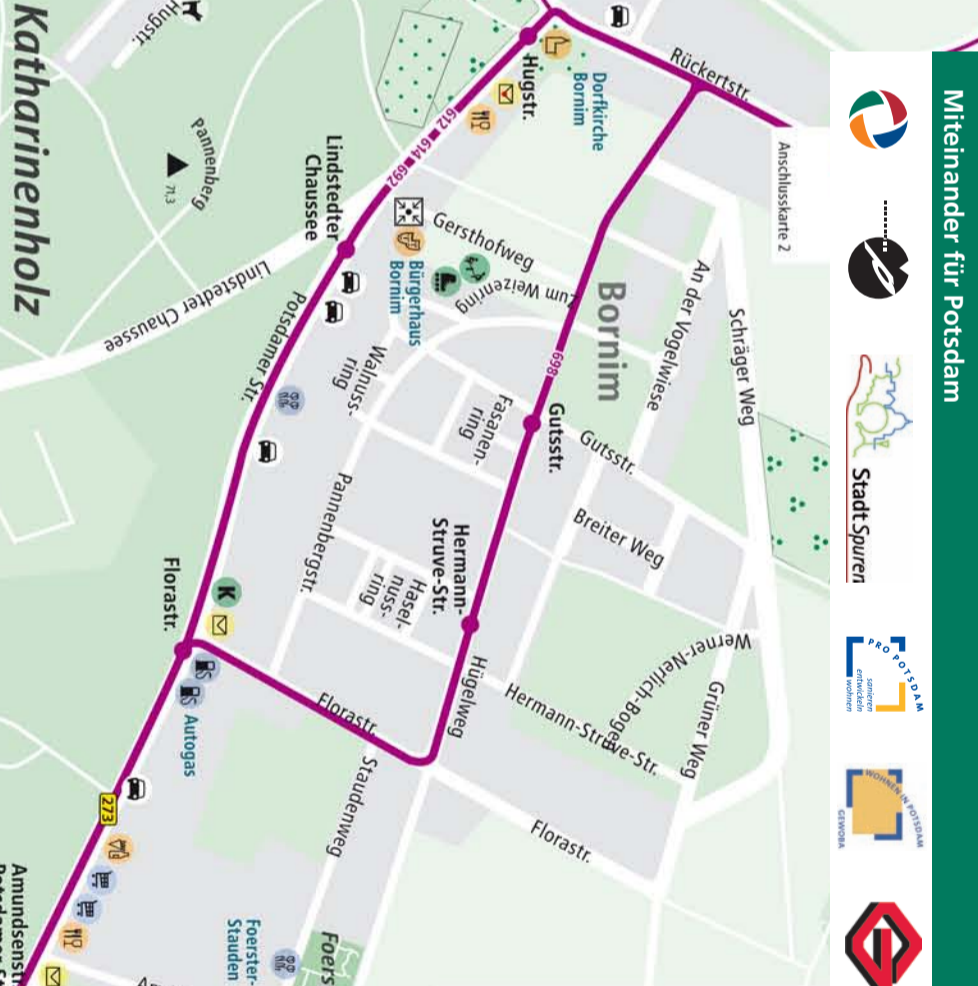 Miteinander für Potsdam
Stadt Spuren
PRO POTSDAM
sanieren
entwickeln
wohnen
WOHNEN IN POTSDAM
GEWOBA
Anschlusskarte 2
Rückertstr.
Dorfkirche
Bornim
Hugstr.
Hugstr.
612
614
692
Lindstedter
Chaussee
Pannenberg
71,3
Katharinenholz
Lindstedter Chaussee
Gersthofweg
Zum Weizenring
Bürgerhaus
Bornim
Bornim
An der Vogelwiese
Schräger Weg
698
Potsdamer Str.
Walnuss-
ring
Fasanen-
ring
Gutsstr.
Gutsstr.
Breiter Weg
Pannenbergstr.
Hermann-
Struve-Str.
Hasel-
nuss-
ring
K
Florastr.
Werner-Nerlich-Bogen
Grüner Weg
Hermann-Struve-Str.
Hügelweg
Florastr.
Autogas
Staudenweg
Florastr.
273
Foerster-
Stauden
Foers
Amundsenstr.